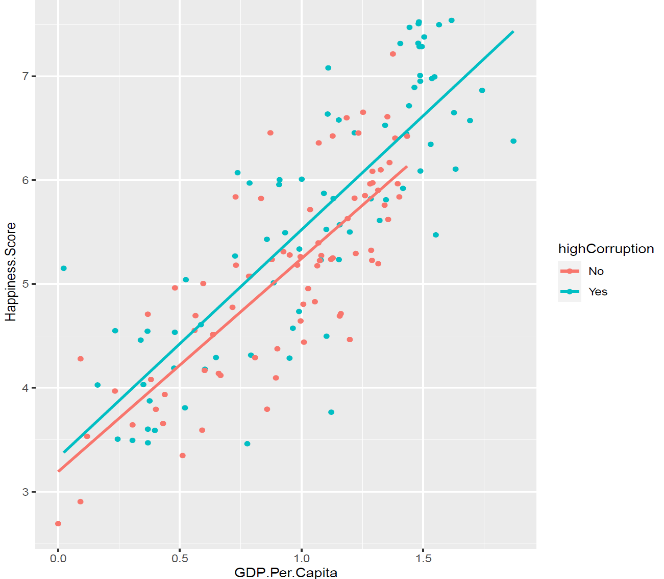 7
6
5
4
3
Happiness.Score
0.0 0.5 1.0 1.5
GDP.Per.Capita
highCorruption
No
Yes